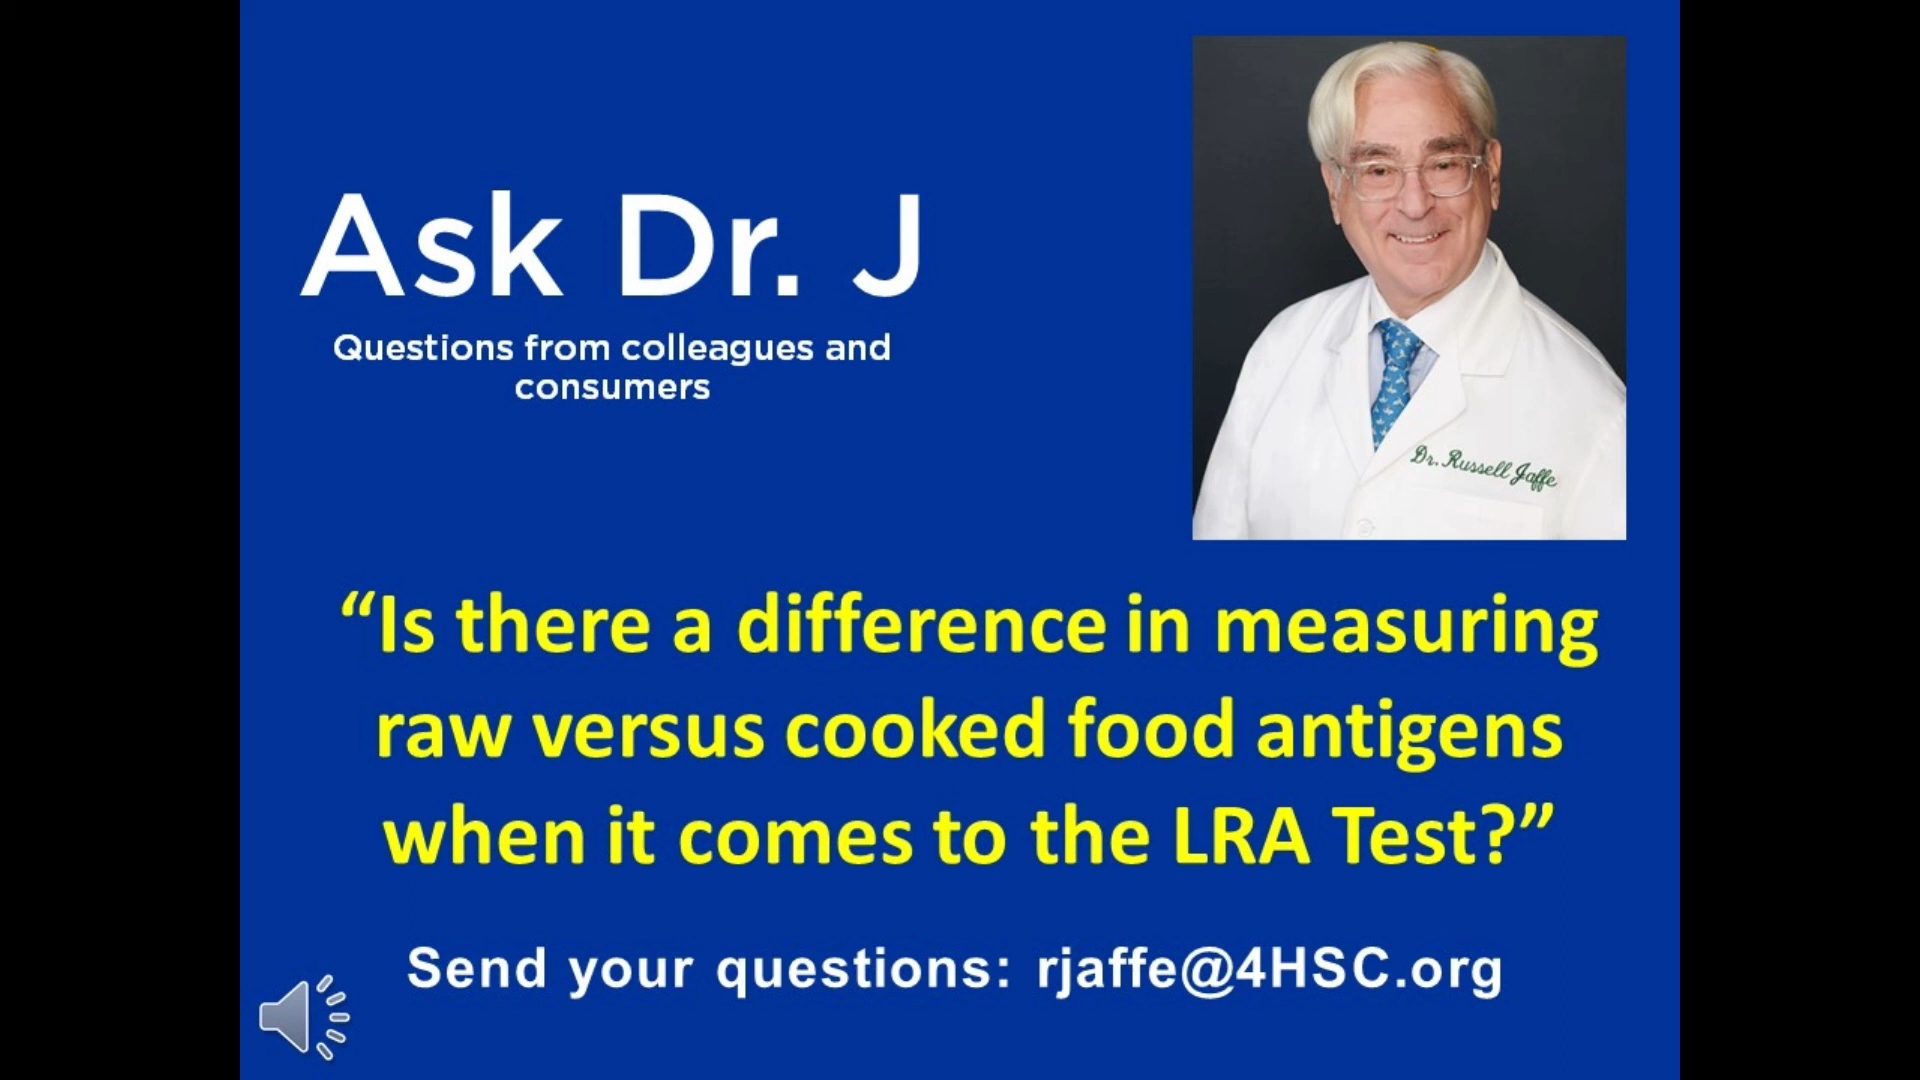 Ask Dr. J
Questions from colleagues and
consumers
Dr. Russell Jaffe
“Is there a difference in measuring
raw versus cooked food antigens
when it comes to the LRA Test?”
Send your questions: rjaffe@4HSC.org